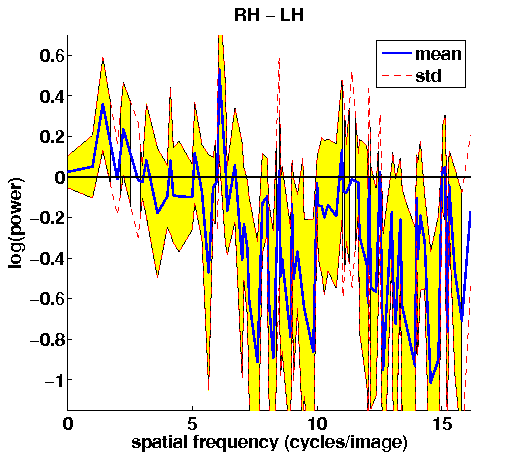 RH − LH
mean
std
0.6
0.4
0.2
0
−0.2
−0.4
−0.6
−0.8
−1
log(power)
0 5 10 15
spatial frequency (cycles/image)